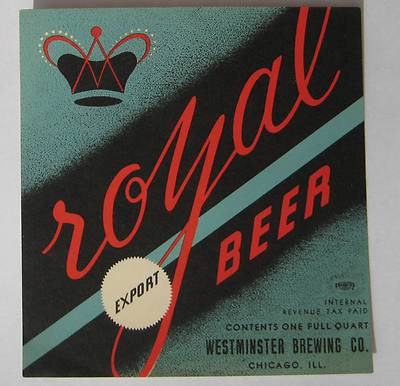 royal
BEER
EXPORT
INTERNAL
REVENUE TAX PAID
CONTENTS ONE FULL QUART
WESTMINSTER BREWING CO.
CHICAGO, ILL.